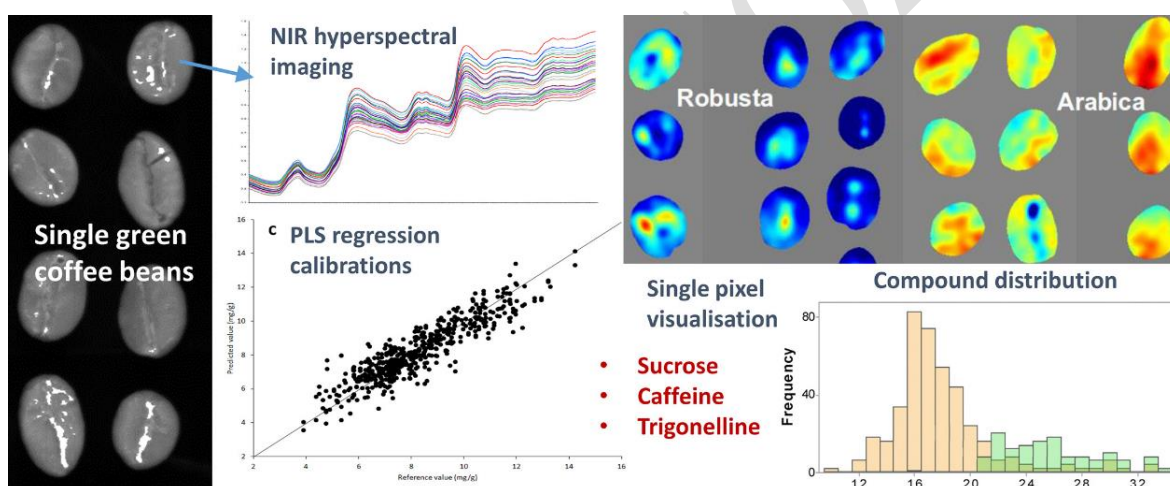 NIR hyperspectral
imaging
Single green
coffee beans
c
PLS regression
calibrations
16
14
12
10
8
6
4
2
Predicted value (mg/g)
2 4 6 8 10 12 14 16
Reference value (mg/g)
Robusta
Arabica
Single pixel
visualisation
• Sucrose
• Caffeine
• Trigonelline
Compound distribution
80
40
0
Frequency
12 16 20 24 28 32